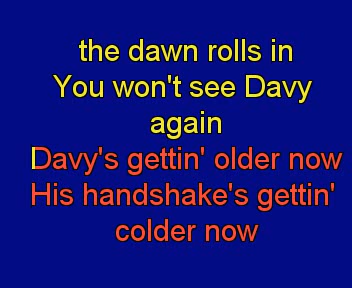 the dawn rolls in
You won't see Davy
again
Davy's gettin' older now
His handshake's gettin'
colder now